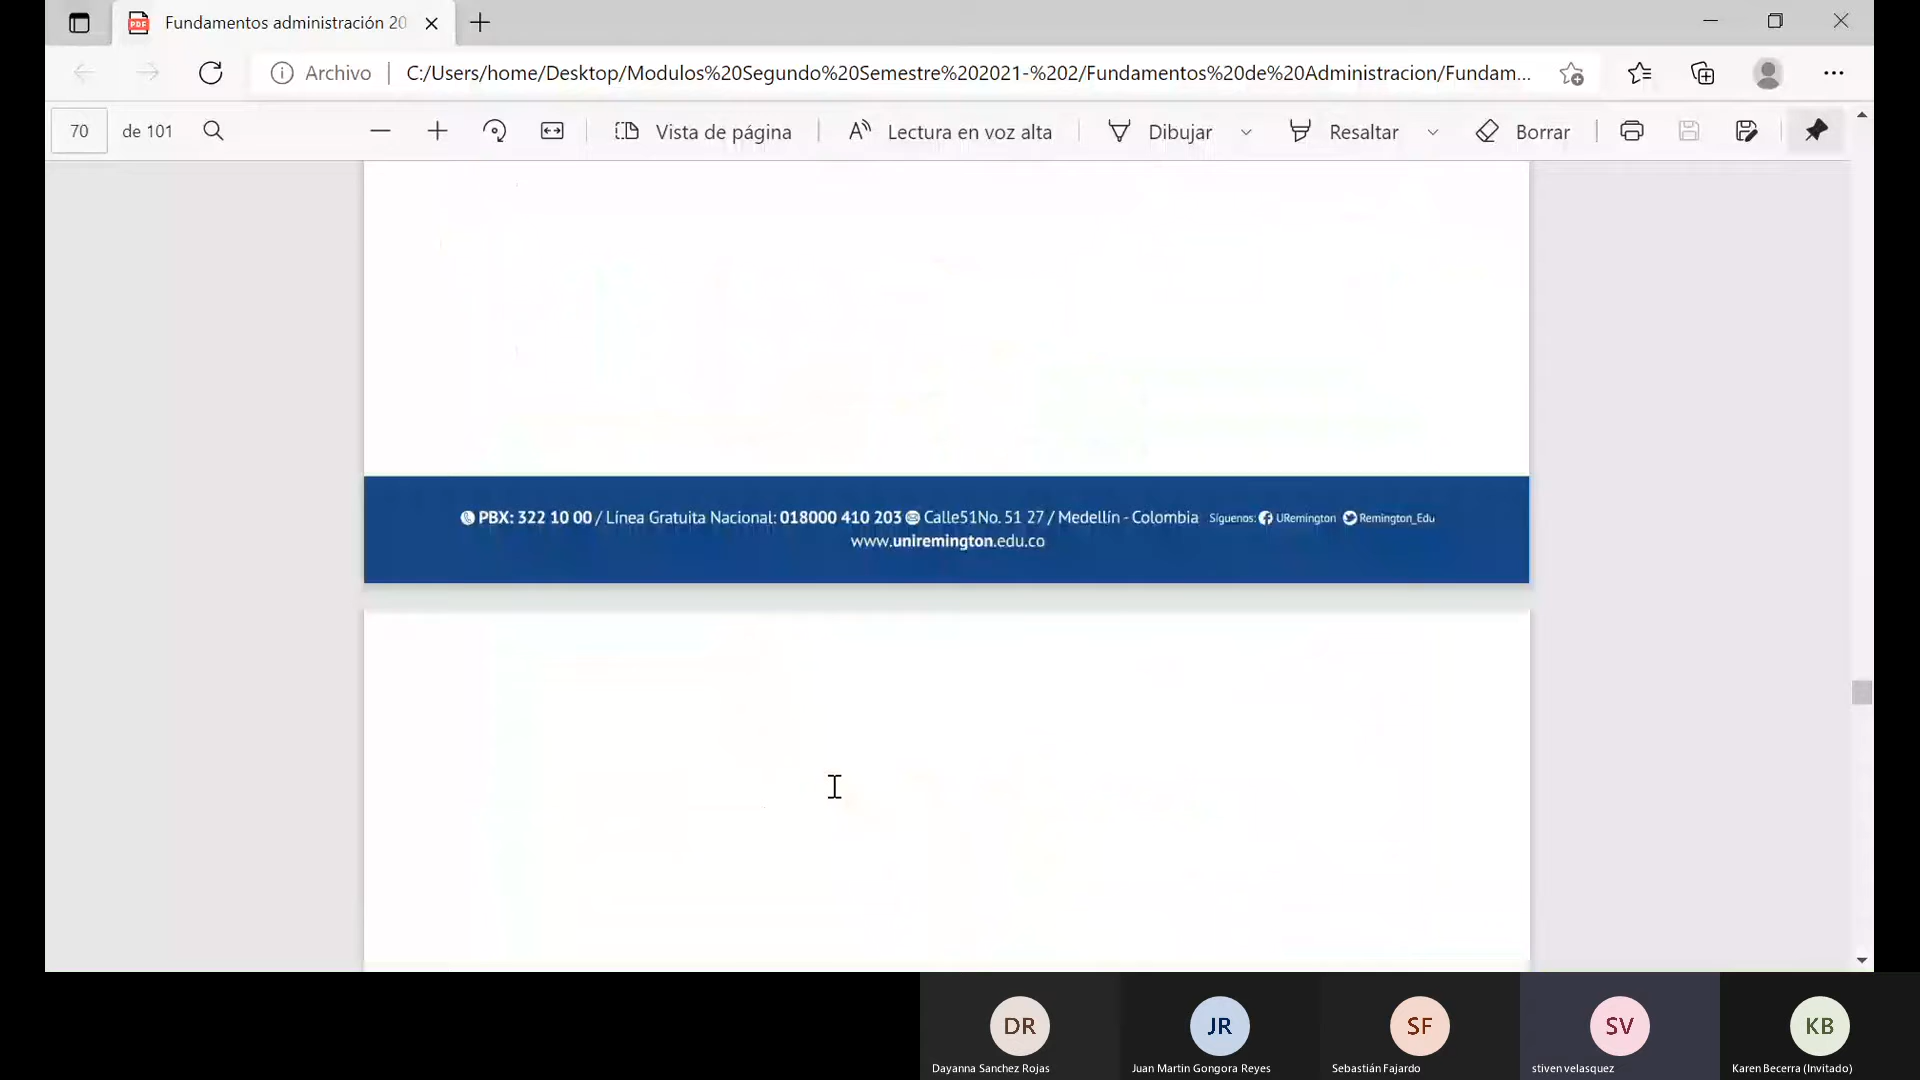 Fundamentos administración 20
Archivo
C:/Users/home/Desktop/Modulos%20Segundo%20Semestre%202021-%202/Fundamentos%20de%20Administracion/Fundam...
70 de 101
Vista de página
Lectura en voz alta
Dibujar
Resaltar
Borrar
PBX: 322 10 00 / Línea Gratuita Nacional: 018000 410 203 Calle51No. 51 27 / Medellín - Colombia Síguenos: URemington Remington_Edu
www.uniremington.edu.co
DR
JR
SF
SV
KB
Dayanna Sanchez Rojas
Juan Martin Gongora Reyes
Sebastián Fajardo
stiven velasquez
Karen Becerra (Invitado)